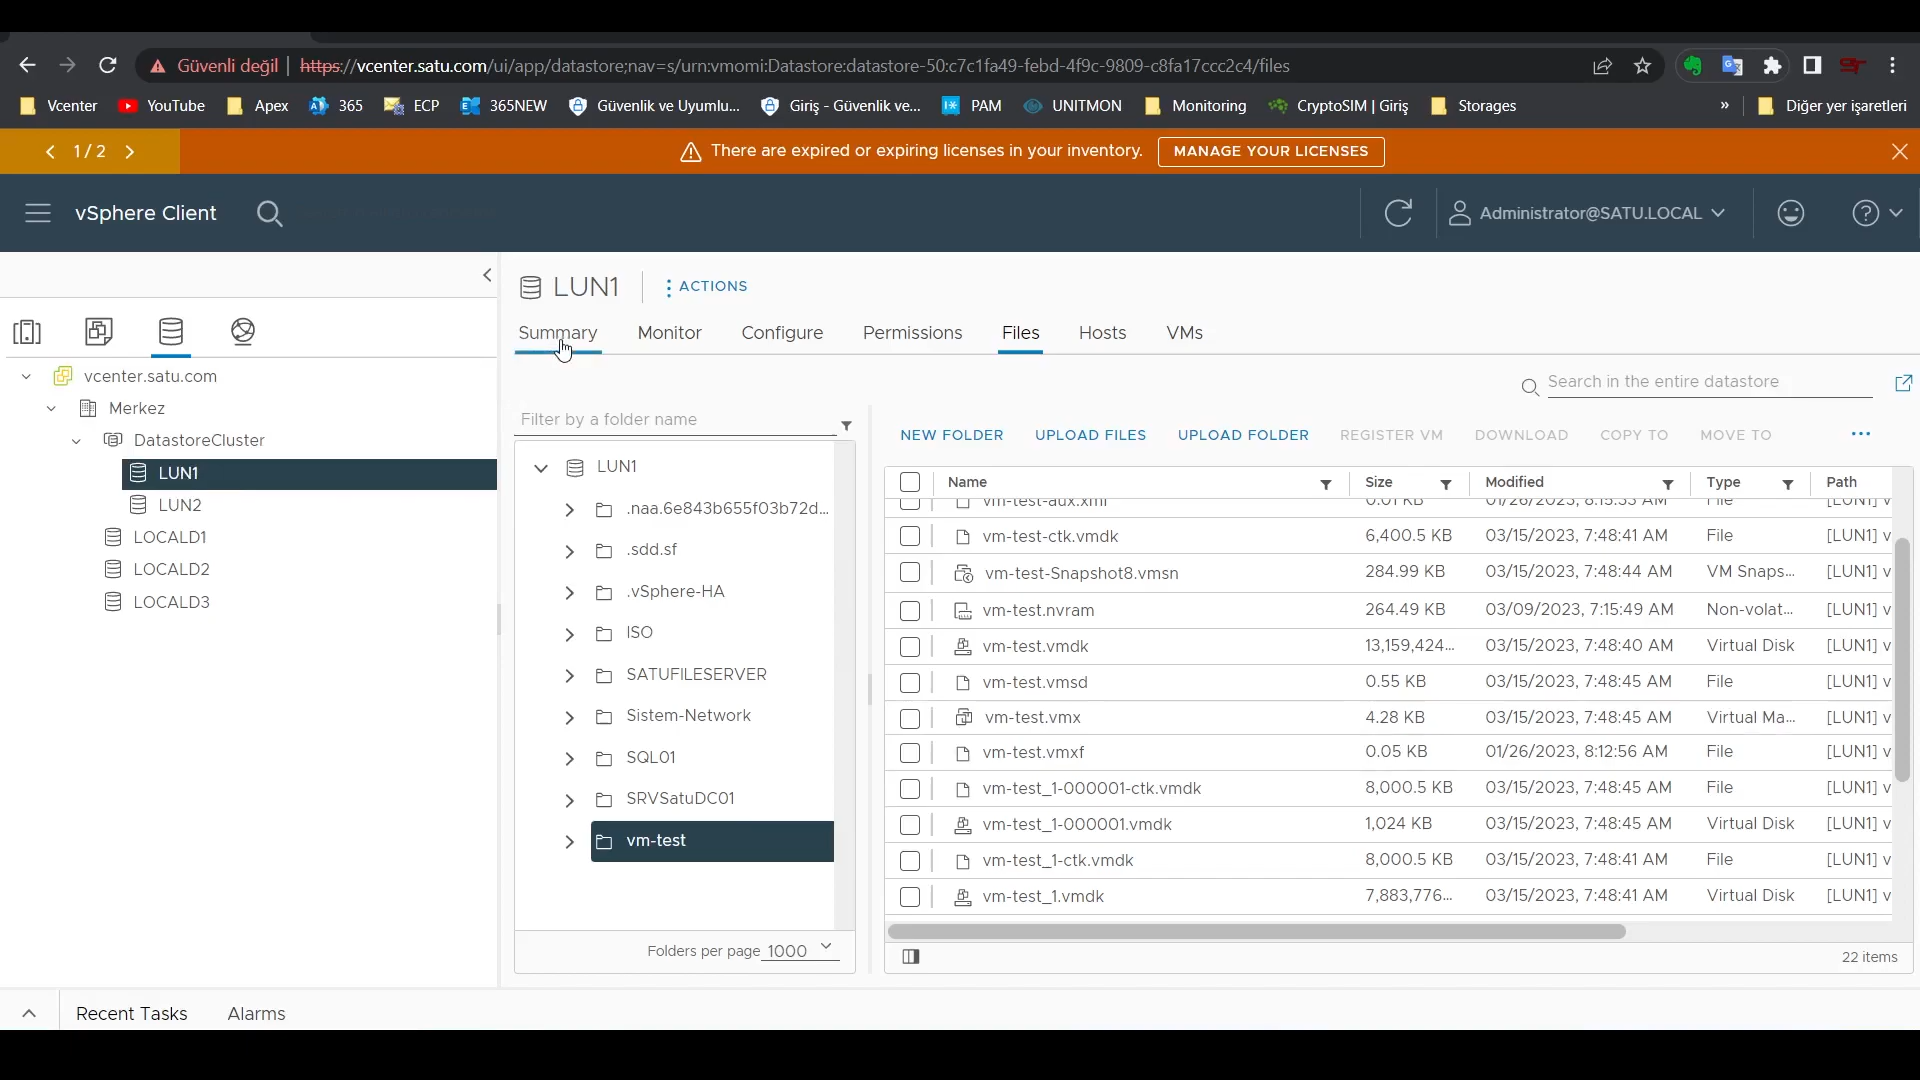 Güvenli değil | https://vcenter.satu.com/ui/app/datastore;nav=s/urn:vmomi:Datastore:datastore-50:c7c1fa49-febd-4f9c-9809-c8fa17ccc2c4/files
Vcenter YouTube Apex 365 ECP 365NEW Güvenlik ve Uyumlu... Giriş - Güvenlik ve... PAM UNITMON Monitoring CryptoSIM | Giriş Storages » Diğer yer işaretleri
1 / 2 There are expired or expiring licenses in your inventory. MANAGE YOUR LICENSES
vSphere Client Administrator@SATU.LOCAL
LUN1 ACTIONS
Summary Monitor Configure Permissions Files Hosts VMs
vcenter.satu.com
Merkez
DatastoreCluster
LUN1
LUN2
LOCALD1
LOCALD2
LOCALD3
Search in the entire datastore
Filter by a folder name
LUN1
.naa.6e843b655f03b72d...
.sdd.sf
.vSphere-HA
ISO
SATUFILESERVER
Sistem-Network
SQL01
SRVSatuDC01
vm-test
Folders per page 1000
NEW FOLDER UPLOAD FILES UPLOAD FOLDER REGISTER VM DOWNLOAD COPY TO MOVE TO ...
Name Size Modified Type Path
vm-test-aux.xml 0.01 KB 01/26/2023, 8:15:35 AM File [LUN1] v
vm-test-ctk.vmdk 6,400.5 KB 03/15/2023, 7:48:41 AM File [LUN1] v
vm-test-Snapshot8.vmsn 284.99 KB 03/15/2023, 7:48:44 AM VM Snaps... [LUN1] v
vm-test.nvram 264.49 KB 03/09/2023, 7:15:49 AM Non-volat... [LUN1] v
vm-test.vmdk 13,159,424... 03/15/2023, 7:48:40 AM Virtual Disk [LUN1] v
vm-test.vmsd 0.55 KB 03/15/2023, 7:48:45 AM File [LUN1] v
vm-test.vmx 4.28 KB 03/15/2023, 7:48:45 AM Virtual Ma... [LUN1] v
vm-test.vmxf 0.05 KB 01/26/2023, 8:12:56 AM File [LUN1] v
vm-test_1-000001-ctk.vmdk 8,000.5 KB 03/15/2023, 7:48:45 AM File [LUN1] v
vm-test_1-000001.vmdk 1,024 KB 03/15/2023, 7:48:45 AM Virtual Disk [LUN1] v
vm-test_1-ctk.vmdk 8,000.5 KB 03/15/2023, 7:48:41 AM File [LUN1] v
vm-test_1.vmdk 7,883,776... 03/15/2023, 7:48:41 AM Virtual Disk [LUN1] v
22 items
Recent Tasks Alarms